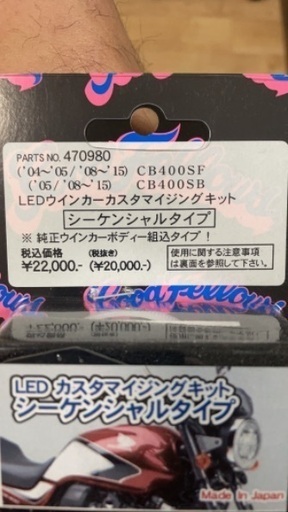 PARTS NO. 470980
('04〜'05/'08〜'15) CB400SF
('05/'08〜'15) CB400SB
LEDウインカーカスタマイジングキット
シーケンシャルタイプ
※ 純正ウインカーボディー組込タイプ!
税込価格 (税抜き)
¥22,000,- (¥20,000,-)
使用に関する注意事項
は裏面を参照して下さい。
Good Fellows
LED カスタマイジングキット
シーケンシャルタイプ
Made In Japan